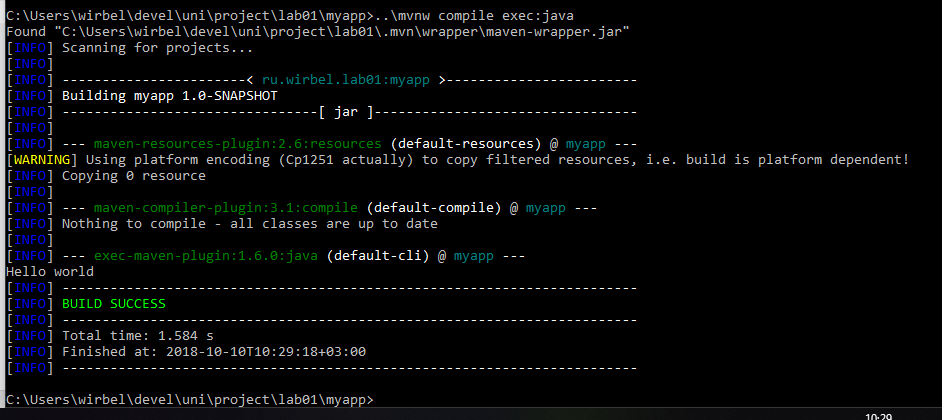 C:\Users\wirbel\devel\uni\project\lab01\myapp>..\mvnw compile exec:java
Found "C:\Users\wirbel\devel\uni\project\lab01\.mvn\wrapper\maven-wrapper.jar"
[INFO] Scanning for projects...
[INFO]
[INFO] -----------------------< ru.wirbel.lab01:myapp >------------------------
[INFO] Building myapp 1.0-SNAPSHOT
[INFO] --------------------------------[ jar ]---------------------------------
[INFO]
[INFO] --- maven-resources-plugin:2.6:resources (default-resources) @ myapp ---
[WARNING] Using platform encoding (Cp1251 actually) to copy filtered resources, i.e. build is platform dependent!
[INFO] Copying 0 resource
[INFO]
[INFO] --- maven-compiler-plugin:3.1:compile (default-compile) @ myapp ---
[INFO] Nothing to compile - all classes are up to date
[INFO]
[INFO] --- exec-maven-plugin:1.6.0:java (default-cli) @ myapp ---
Hello world
[INFO] ------------------------------------------------------------------------
[INFO] BUILD SUCCESS
[INFO] ------------------------------------------------------------------------
[INFO] Total time: 1.584 s
[INFO] Finished at: 2018-10-10T10:29:18+03:00
[INFO] ------------------------------------------------------------------------
C:\Users\wirbel\devel\uni\project\lab01\myapp>
10:29